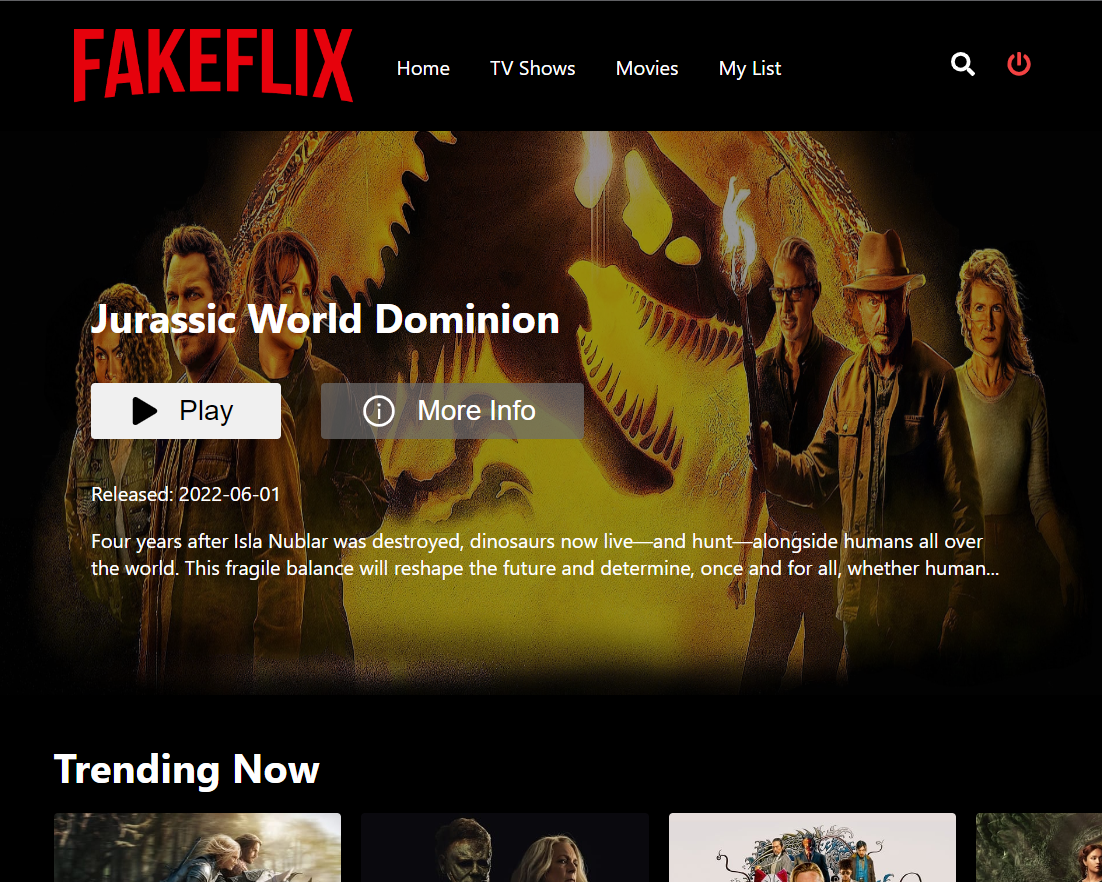 FAKEFLIX
Home TV Shows Movies My List
Jurassic World Dominion
Play More Info
Released: 2022-06-01
Four years after Isla Nublar was destroyed, dinosaurs now live—and hunt—alongside humans all over
the world. This fragile balance will reshape the future and determine, once and for all, whether human...
Trending Now